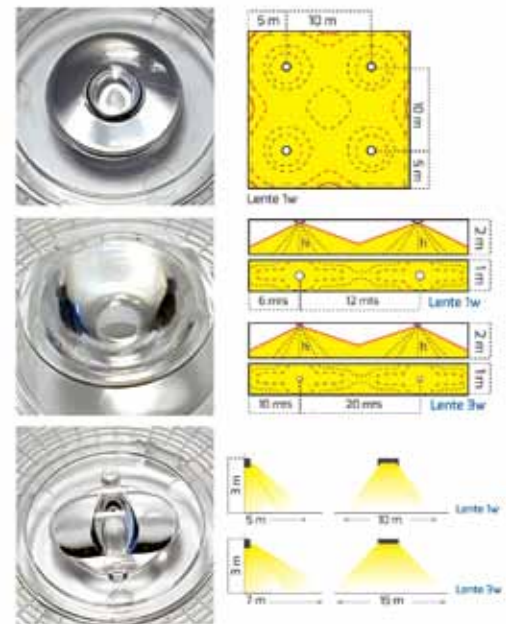 5 m 10 m
10 m
5 m
Lente 1w
h h
2 m
1 m
6 mts 12 mts
Lente 1w
h h
2 m
1 m
10 mts 20 mts
Lente 3w
3 m
5 m 10 m
Lente 1w
3 m
7 m 15 m
Lente 3w